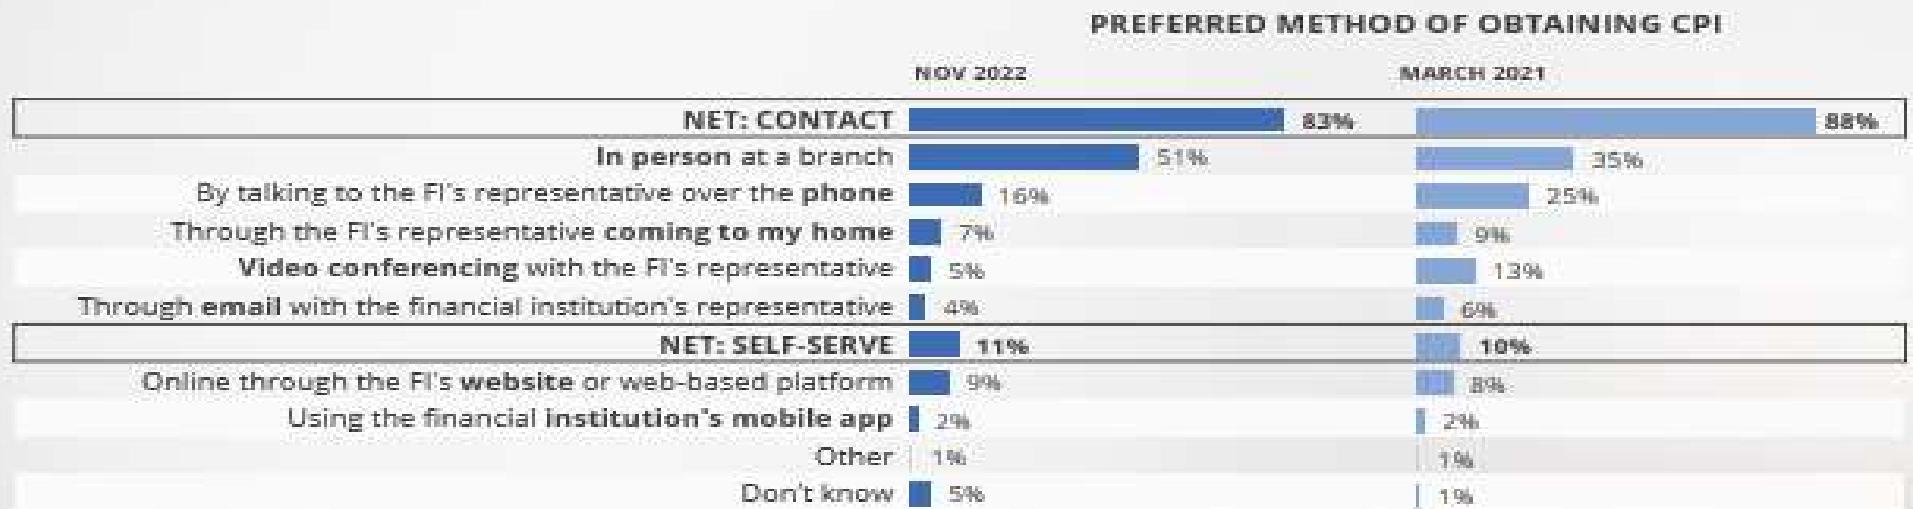 PREFERRED METHOD OF OBTAINING CPI
NOV 2022 MARCH 2021
NET: CONTACT 83% 88%
In person at a branch 51% 35%
By talking to the FI's representative over the phone 16% 25%
Through the FI's representative coming to my home 7% 9%
Video conferencing with the FI's representative 5% 13%
Through email with the financial institution's representative 4% 6%
NET: SELF-SERVE 11% 10%
Online through the FI's website or web-based platform 9% 8%
Using the financial institution's mobile app 2% 2%
Other 1% 1%
Don't know 5% 1%